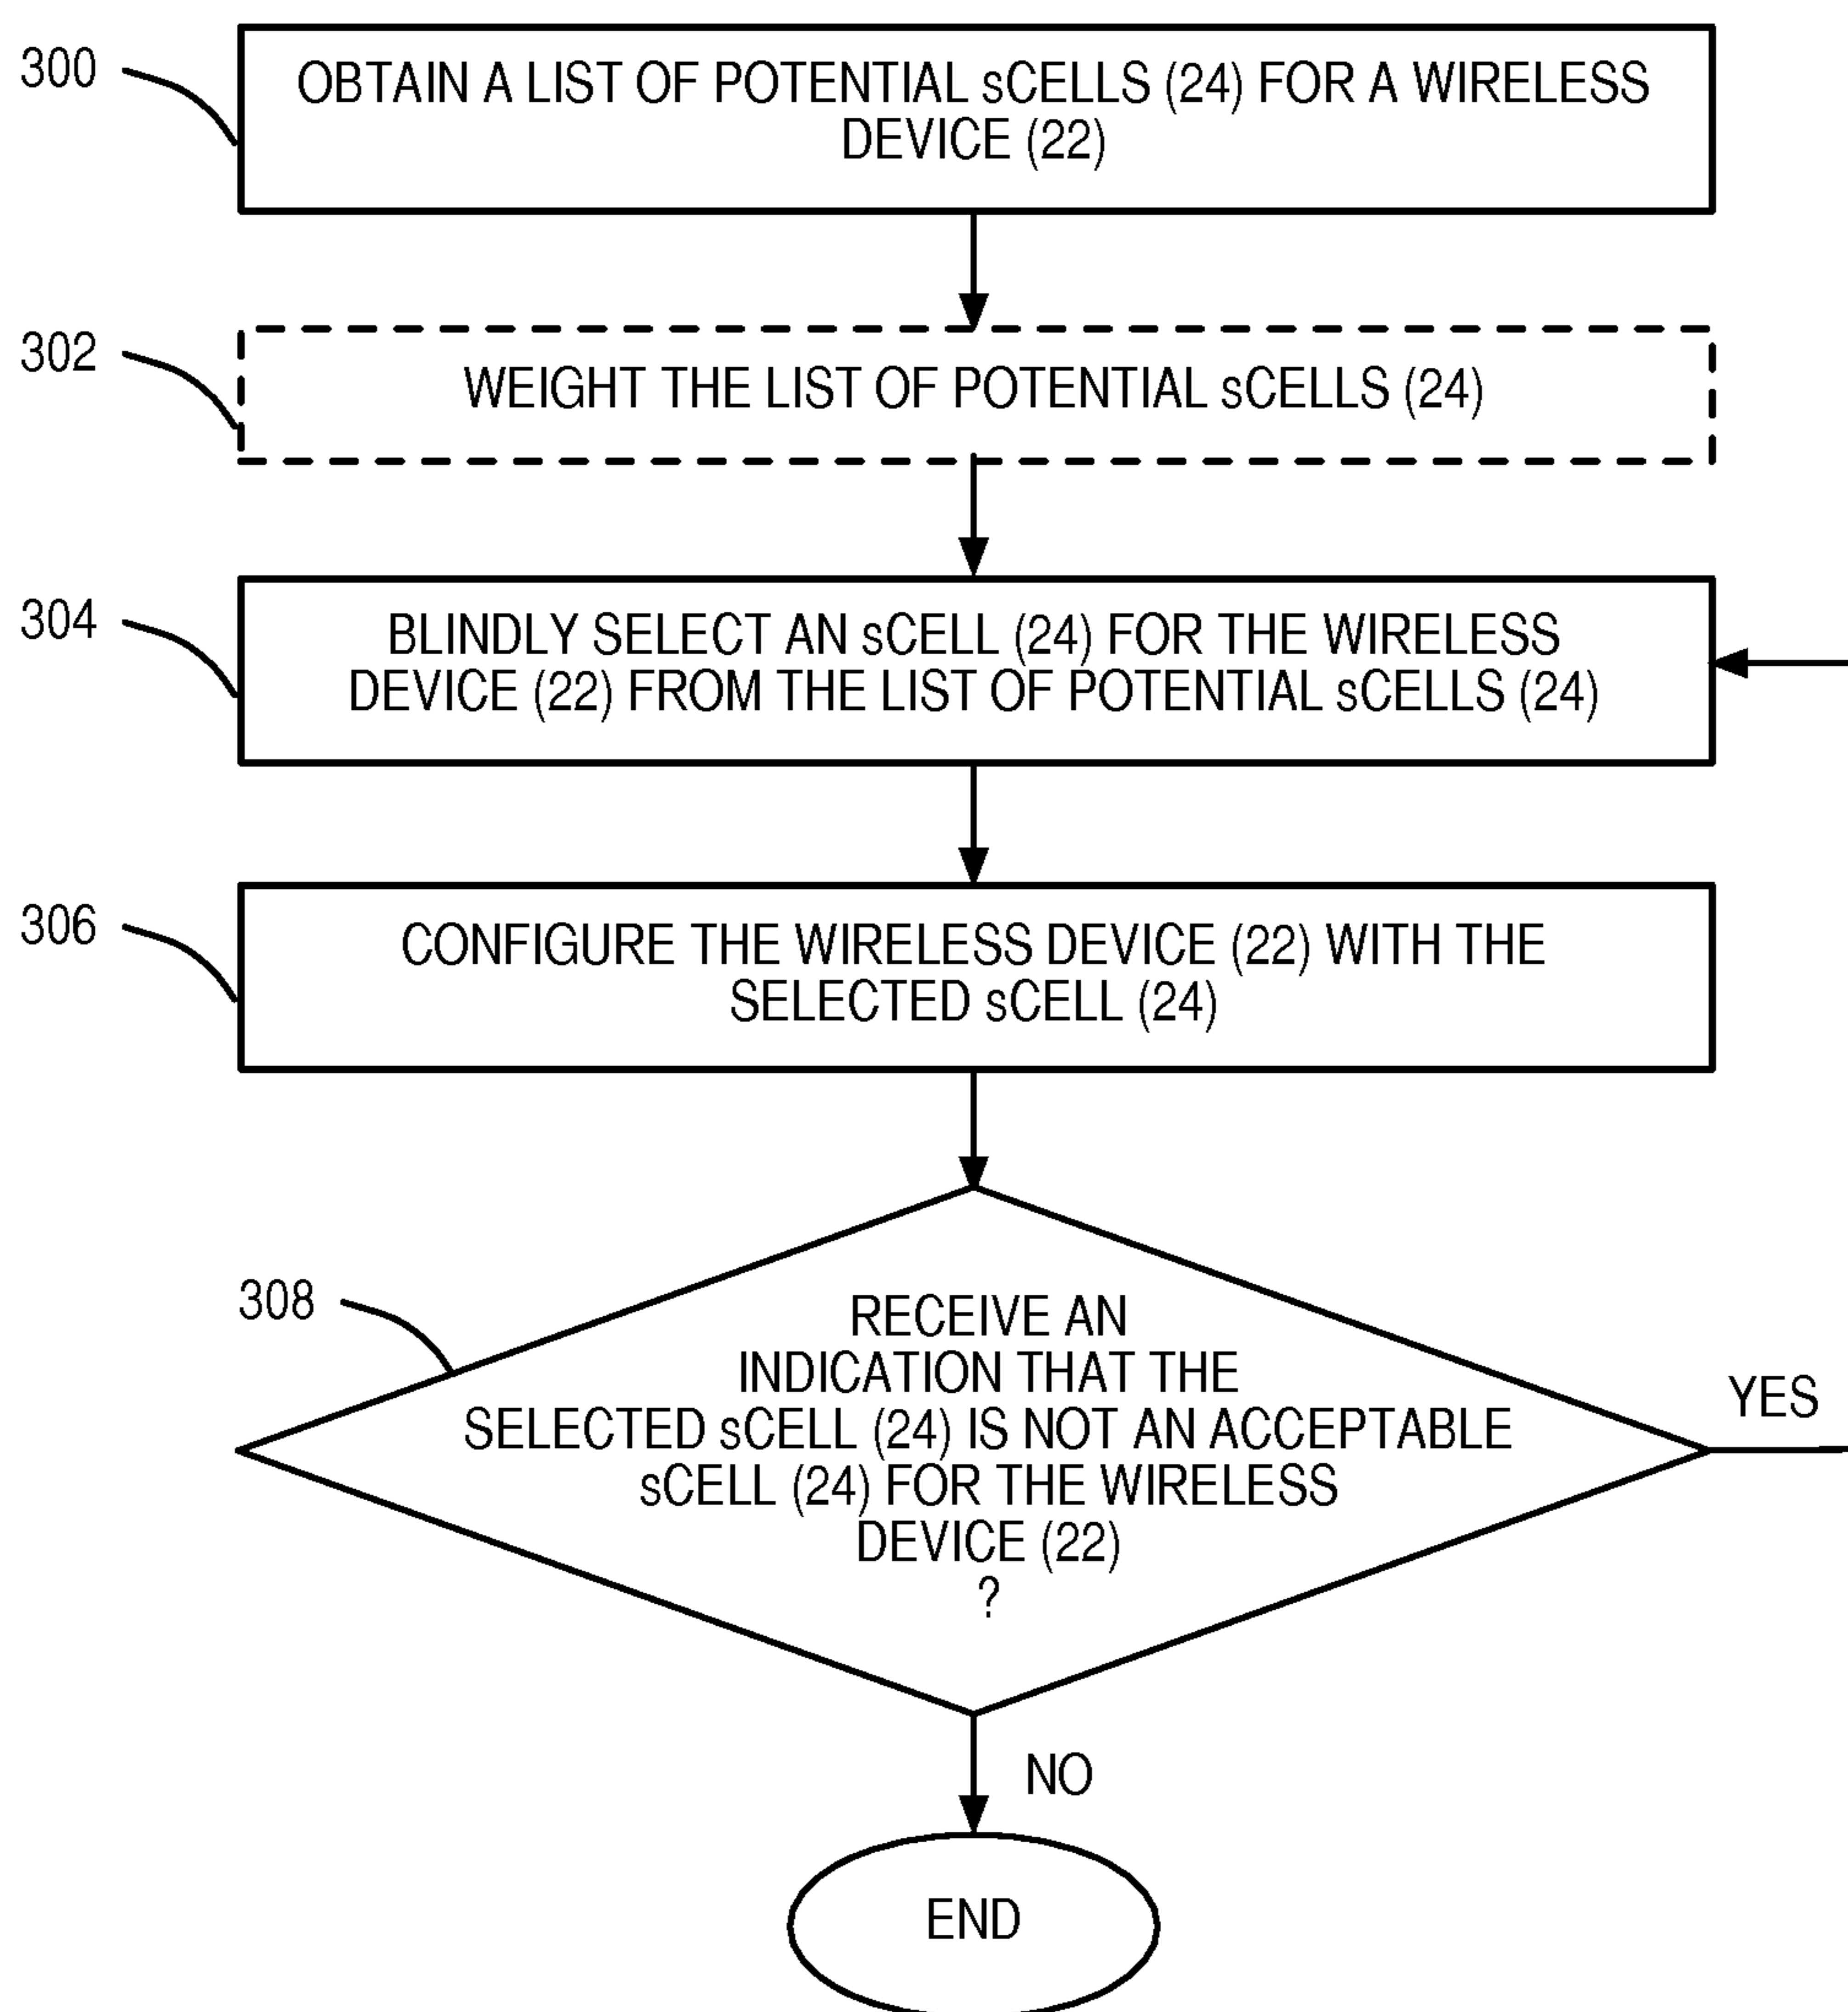 300
OBTAIN A LIST OF POTENTIAL sCELLS (24) FOR A WIRELESS
DEVICE (22)
302
WEIGHT THE LIST OF POTENTIAL sCELLS (24)
304
BLINDLY SELECT AN sCELL (24) FOR THE WIRELESS
DEVICE (22) FROM THE LIST OF POTENTIAL sCELLS (24)
306
CONFIGURE THE WIRELESS DEVICE (22) WITH THE
SELECTED sCELL (24)
308
RECEIVE AN
INDICATION THAT THE
SELECTED sCELL (24) IS NOT AN ACCEPTABLE
sCELL (24) FOR THE WIRELESS
DEVICE (22)
?
YES
NO
END